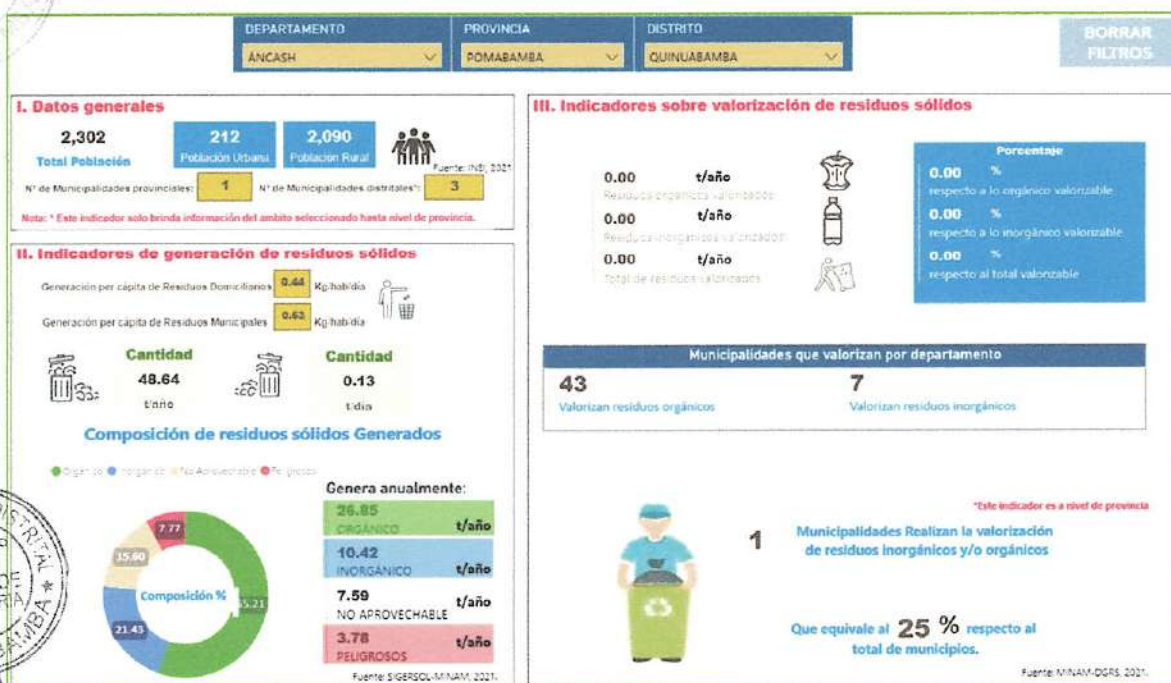 DEPARTAMENTO
PROVINCIA
DISTRITO
ÁNCASH
POMABAMBA
QUINUABAMBA
BORRAR
FILTROS
I. Datos generales
2,302
Total Población
212
Población Urbana
2,090
Población Rural
Fuente: INEI, 2021
N° de Municipalidades provinciales:
1
N° de Municipalidades distritales*:
3
Nota: * Este indicador solo brinda información del ambito seleccionado hasta nivel de provincia.
II. Indicadores de generación de residuos sólidos
Generación per cápita de Residuos Domiciliarios
0.44
Kg/hab/día
Generación per cápita de Residuos Municipales
0.63
Kg/hab/día
Cantidad
48.64
t/año
Cantidad
0.13
t/día
Composición de residuos sólidos Generados
Orgánico
Inorgánico
No Aprovechable
Peligrosos
7.77
15.60
21.43
55.21
Composición %
Genera anualmente:
26.85
ORGÁNICO
t/año
10.42
INORGÁNICO
t/año
7.59
NO APROVECHABLE
t/año
3.78
PELIGROSOS
t/año
Fuente: SIGERSOL-MINAM, 2021.
III. Indicadores sobre valorización de residuos sólidos
0.00 t/año
Residuos orgánicos valorizados
0.00 t/año
Residuos inorgánicos valorizados
0.00 t/año
Total de residuos valorizados
Porcentaje
0.00 %
respecto a lo orgánico valorizable
0.00 %
respecto a lo inorgánico valorizable
0.00 %
respecto al total valorizable
Municipalidades que valorizan por departamento
43
Valorizan residuos orgánicos
7
Valorizan residuos inorgánicos
*Este indicador es a nivel de provincia
1
Municipalidades Realizan la valorización
de residuos inorgánicos y/o orgánicos
Que equivale al 25 % respecto al
total de municipios.
Fuente: MINAM-DGRS, 2021.